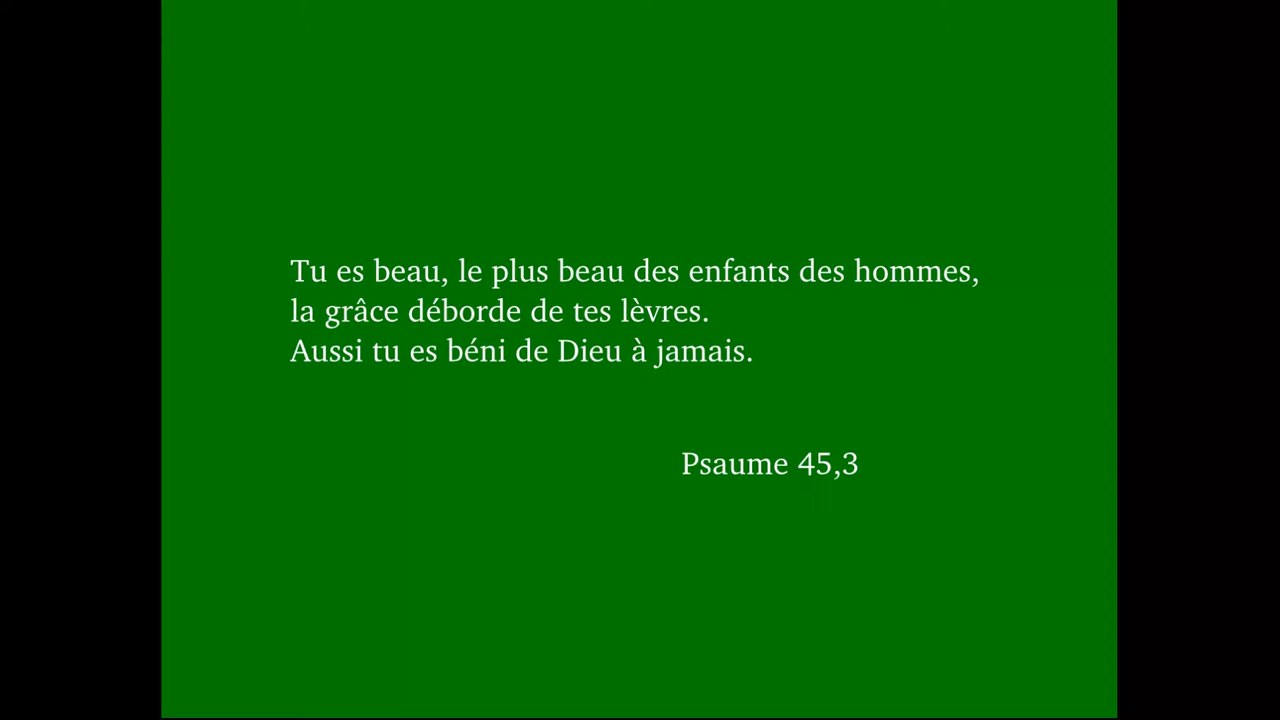 Tu es beau, le plus beau des enfants des hommes,
la grâce déborde de tes lèvres.
Aussi tu es béni de Dieu à jamais.
Psaume 45,3